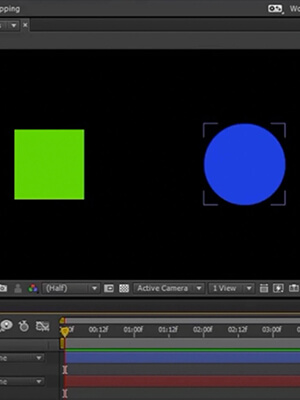 pping
Wo
(Half)
Active Camera
1 View
:00f 00:12f 01:00f 01:12f 02:00f 02:12f 03:00f
ne
ne